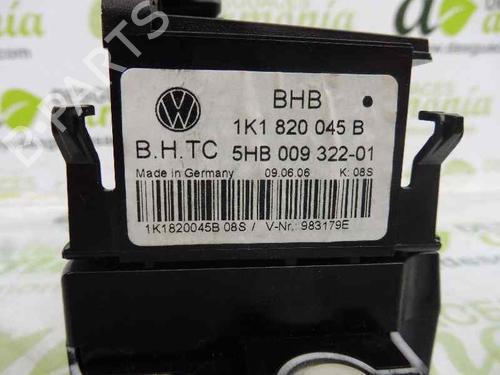 BHB
1K1 820 045 B
B.H.TC 5HB 009 322-01
Made in Germany 09.06.06 K: 08S
1K1820045B 08S / V-Nr.: 983179E